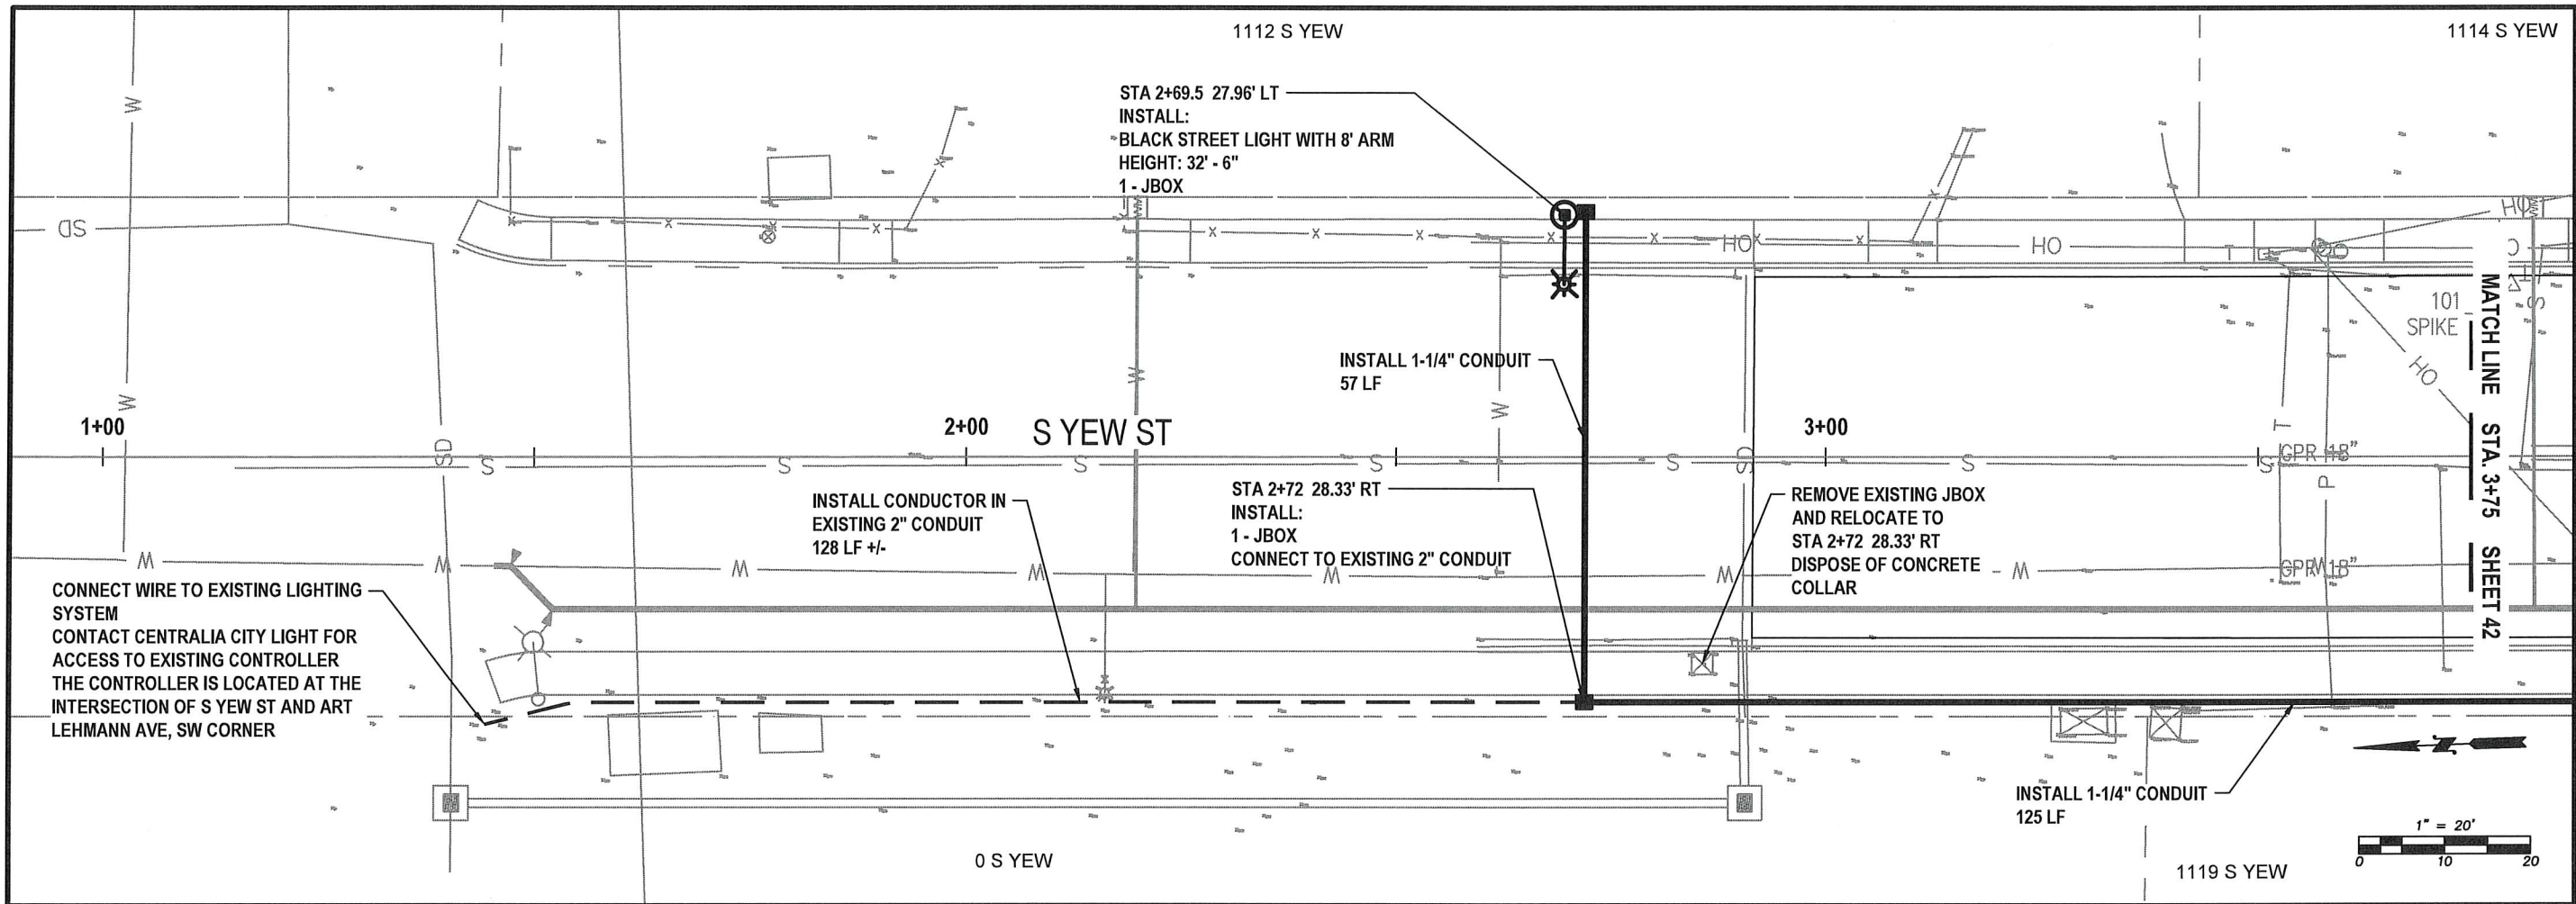 1112 S YEW
1114 S YEW
STA 2+69.5 27.96' LT
INSTALL:
BLACK STREET LIGHT WITH 8' ARM
HEIGHT: 32' - 6"
1 - JBOX
W
W
SD
SD
X
X
X
X
X
X
X
X
X
X
X
X
HO
HO
HO
HO
T
E
P
C
S
101
SPIKE
MATCH LINE STA. 3+75 SHEET 42
INSTALL 1-1/4" CONDUIT
57 LF
W
W
1+00
2+00
S YEW ST
3+00
S
S
S
S
S
S
S
SD
T
GPR 18"
P
INSTALL CONDUCTOR IN
EXISTING 2" CONDUIT
128 LF +/-
STA 2+72 28.33' RT
INSTALL:
1 - JBOX
CONNECT TO EXISTING 2" CONDUIT
REMOVE EXISTING JBOX
AND RELOCATE TO
STA 2+72 28.33' RT
DISPOSE OF CONCRETE
COLLAR
W
W
W
W
W
W
W
W
GPR 18"
CONNECT WIRE TO EXISTING LIGHTING
SYSTEM
CONTACT CENTRALIA CITY LIGHT FOR
ACCESS TO EXISTING CONTROLLER
THE CONTROLLER IS LOCATED AT THE
INTERSECTION OF S YEW ST AND ART
LEHMANN AVE, SW CORNER
Z
INSTALL 1-1/4" CONDUIT
125 LF
1" = 20'
0 10 20
0 S YEW
1119 S YEW